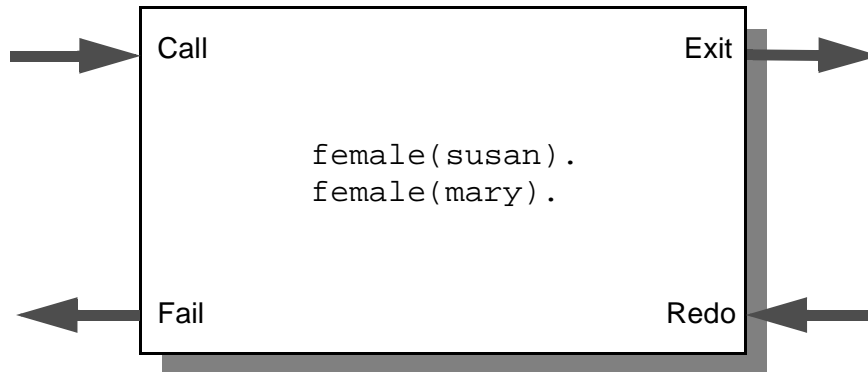 Call
Exit
female(susan).
female(mary).
Fail
Redo